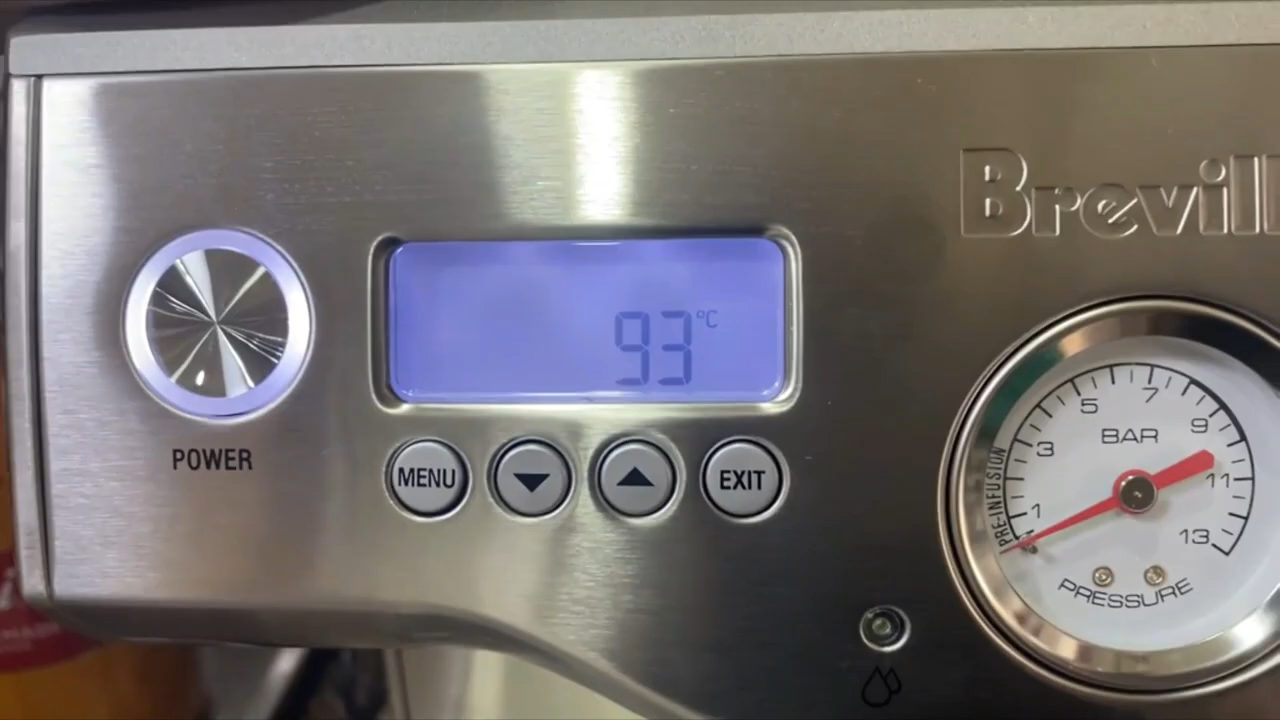 Brevill
93 °C
POWER
MENU
EXIT
PRE-INFUSION
1
3
5
7
9
11
13
BAR
PRESSURE